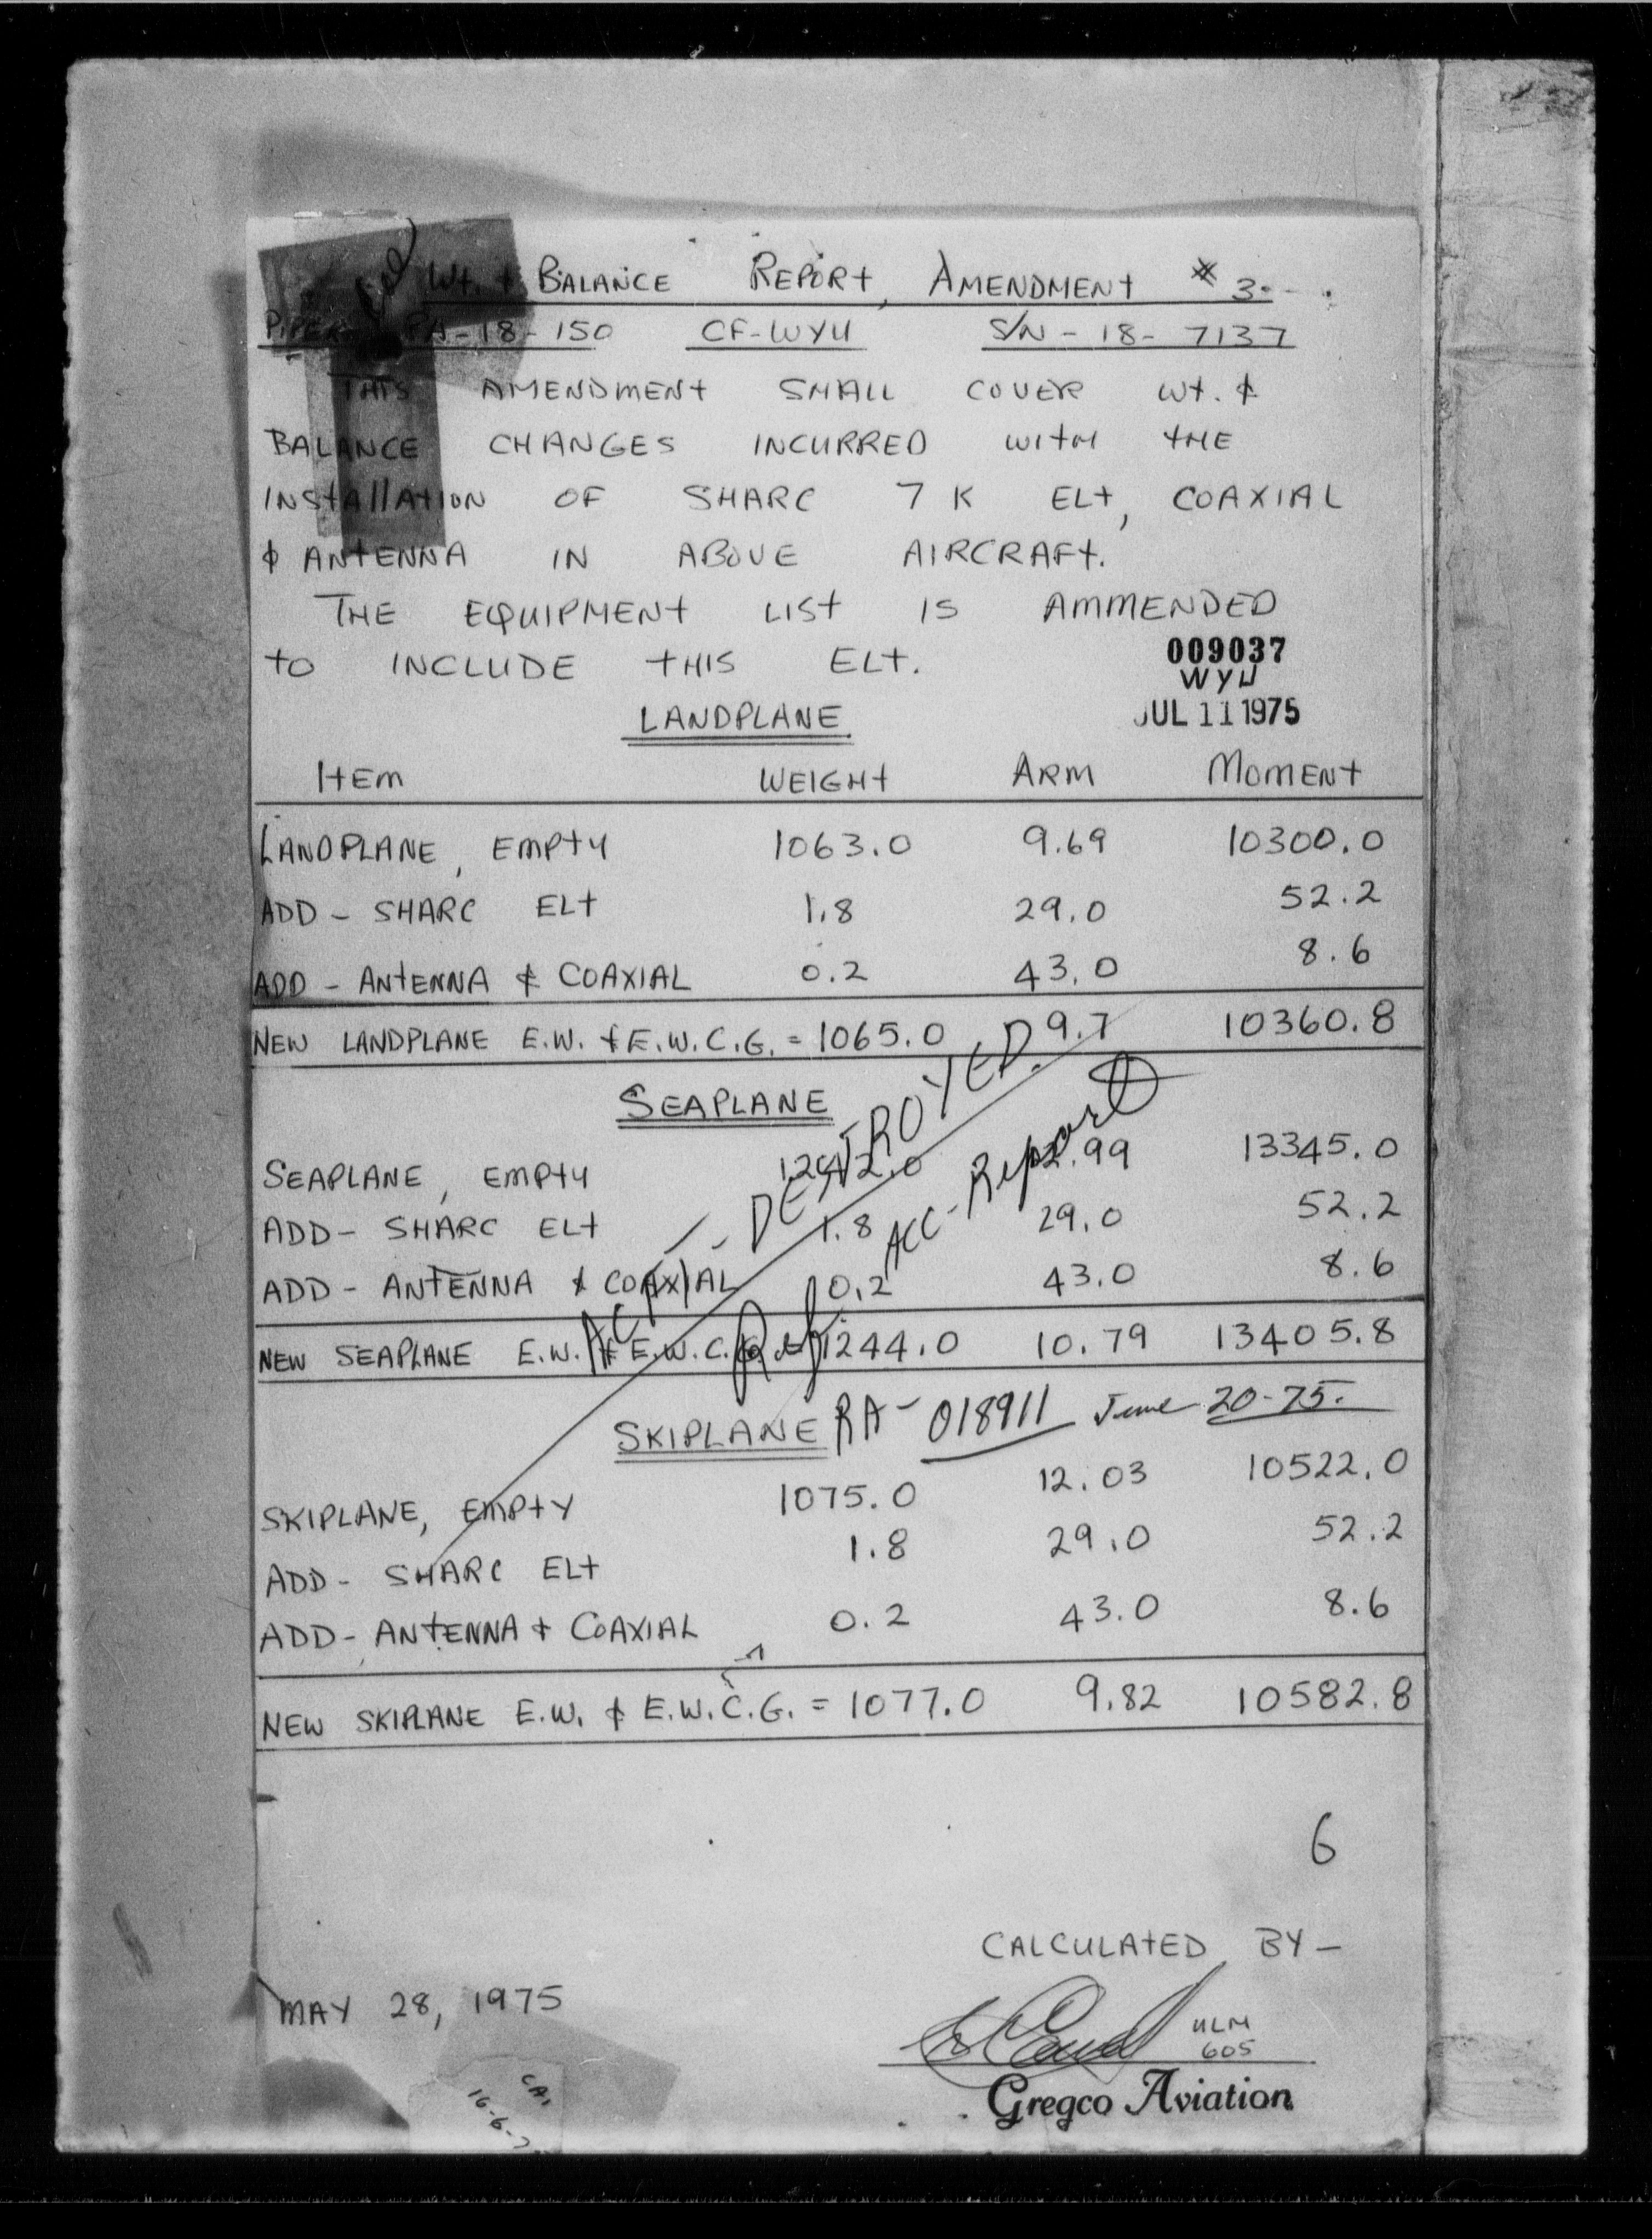 Wt. & BALANCE REPORt, AMENDMENt # 3.
PIPER PA-18-150 CF-WYU S/N - 18- 7137
THIS AMENDMENt SHALL COVER Wt. &
BALANCE CHANGES INCURRED WItH tHE
INStAllAtION OF SHARC 7 K ELt, COAXIAL
& ANtENNA IN ABOVE AIRCRAFt.
THE EQUIPMENt LISt IS AMMENDED
tO INCLUDE tHIS ELt.
009037
WYU
JUL 11 1975
LANDPLANE
ItEm WEIGHt ARM MOMENt
LANDPLANE, EMPtY 1063.0 9.69 10300.0
ADD - SHARC ELt 1.8 29.0 52.2
ADD - ANtENNA & COAXIAL 0.2 43.0 8.6
NEW LANDPLANE E.W. & E.W.C.G. = 1065.0 9.7 10360.8
SEAPLANE
SEAPLANE, EMPtY 1242.0 .99 13345.0
ADD - SHARC ELt 1.8 29.0 52.2
ADD - ANTENNA & COAXIAL 0.2 43.0 8.6
NEW SEAPLANE E.W. & E.W.C.G. = 1244.0 10.79 13405.8
A/C - DESTROYED.
Ref ACC-Report
RA- 018911 June 20-75.
SKIPLANE
SKIPLANE, EMPtY 1075.0 12.03 10522.0
ADD - SHARC ELt 1.8 29.0 52.2
ADD - ANtENNA + COAXIAL 0.2 43.0 8.6
NEW SKIPLANE E.W. & E.W.C.G. = 1077.0 9.82 10582.8
6
CALCULAtED BY -
MAY 28, 1975
605
Gregco Aviation